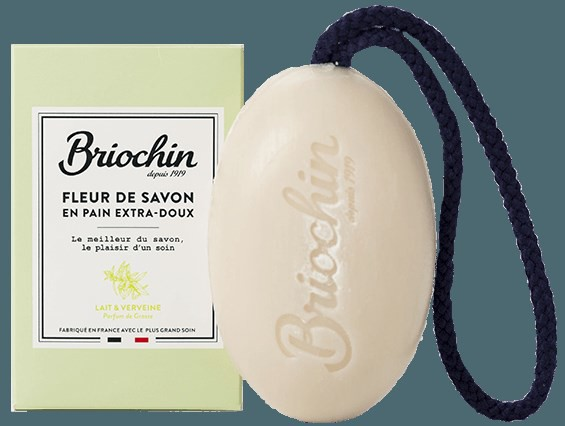 Briochin
depuis 1919
FLEUR DE SAVON
EN PAIN EXTRA-DOUX
Le meilleur du savon,
le plaisir d'un soin
LAIT & VERVEINE
Parfum de Grasse
FABRIQUÉ EN FRANCE AVEC LE PLUS GRAND SOIN
Briochin
depuis 1919